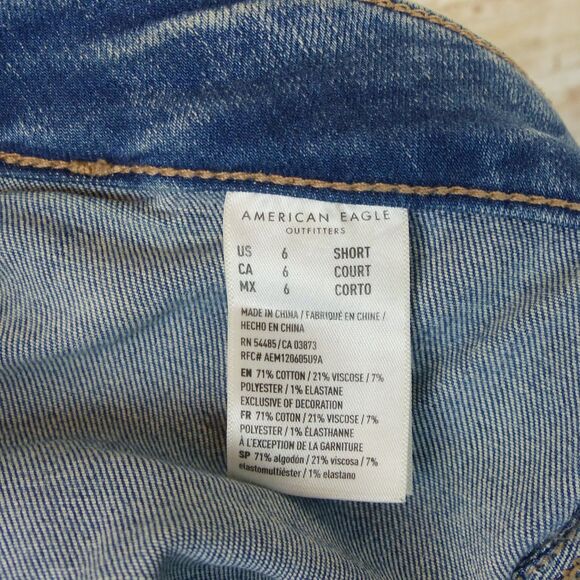 AMERICAN EAGLE
OUTFITTERS
US 6 SHORT
CA 6 COURT
MX 6 CORTO
MADE IN CHINA / FABRIQUÉ EN CHINE /
HECHO EN CHINA
RN 54485 / CA 03873
RFC# AEM120605U9A
EN 71% COTTON / 21% VISCOSE / 7%
POLYESTER / 1% ELASTANE
EXCLUSIVE OF DECORATION
FR 71% COTON / 21% VISCOSE / 7%
POLYESTER / 1% ÉLASTHANNE
À L'EXCEPTION DE LA GARNITURE
SP 71% algodón / 21% viscosa / 7%
elastomultiéster / 1% elastano